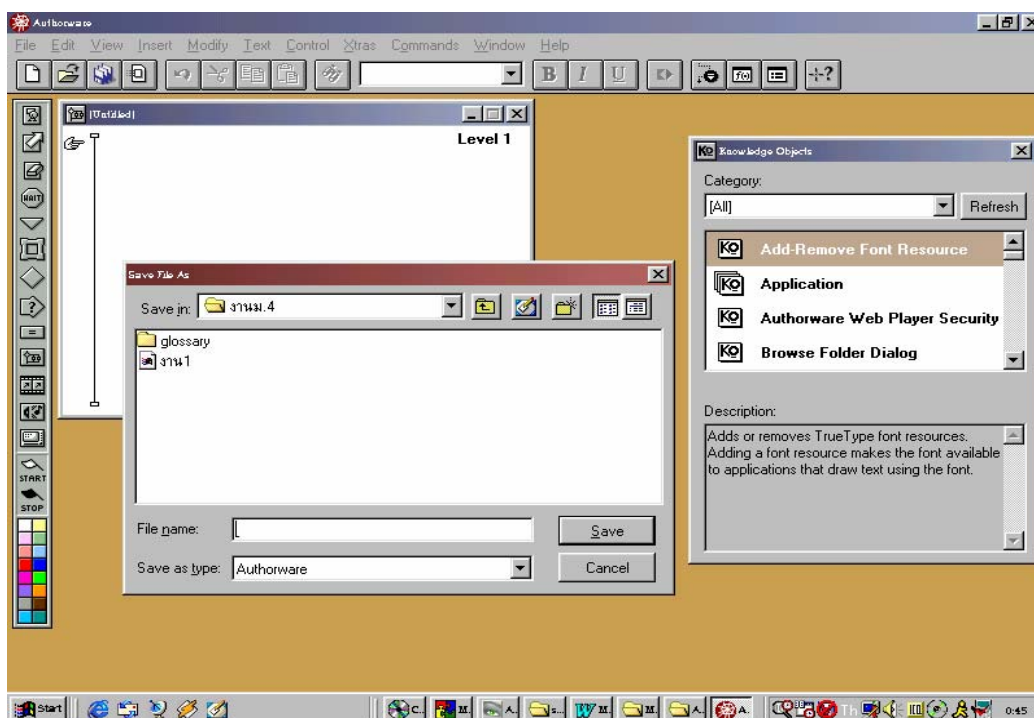 Authorware
File Edit View Insert Modify Text Control Xtras Commands Window Help
B I U
[Untitled]
Level 1
WAIT
START
STOP
Knowledge Objects
Category:
[All]
Refresh
Add-Remove Font Resource
Application
Authorware Web Player Security
Browse Folder Dialog
Description:
Adds or removes TrueType font resources.
Adding a font resource makes the font available
to applications that draw text using the font.
Save File As
Save in: งานม.4
glossary
งาน1
File name:
Save
Save as type: Authorware
Cancel
Start C.. M.. A.. s... M.. M.. A.. A.. Th 0:45